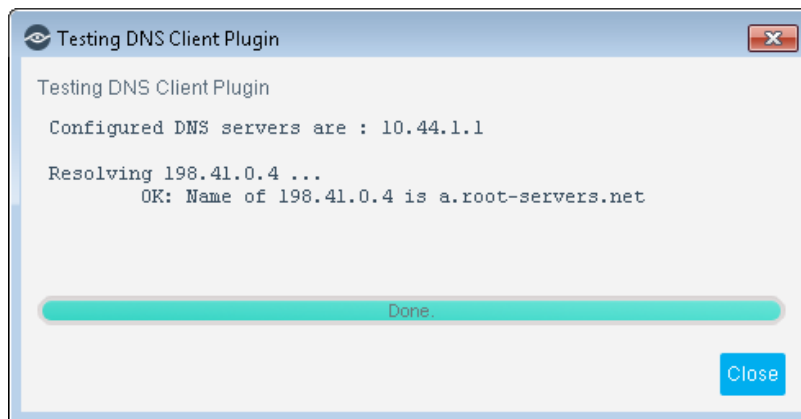 Testing DNS Client Plugin
Testing DNS Client Plugin
Configured DNS servers are : 10.44.1.1
Resolving 198.41.0.4 ...
OK: Name of 198.41.0.4 is a.root-servers.net
Done.
Close